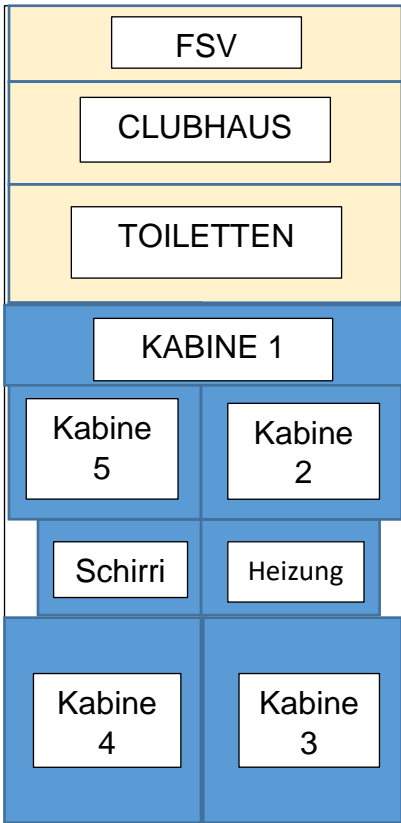 FSV
CLUBHAUS
TOILETTEN
KABINE 1
Kabine
5
Kabine
2
Schirri
Heizung
Kabine
4
Kabine
3